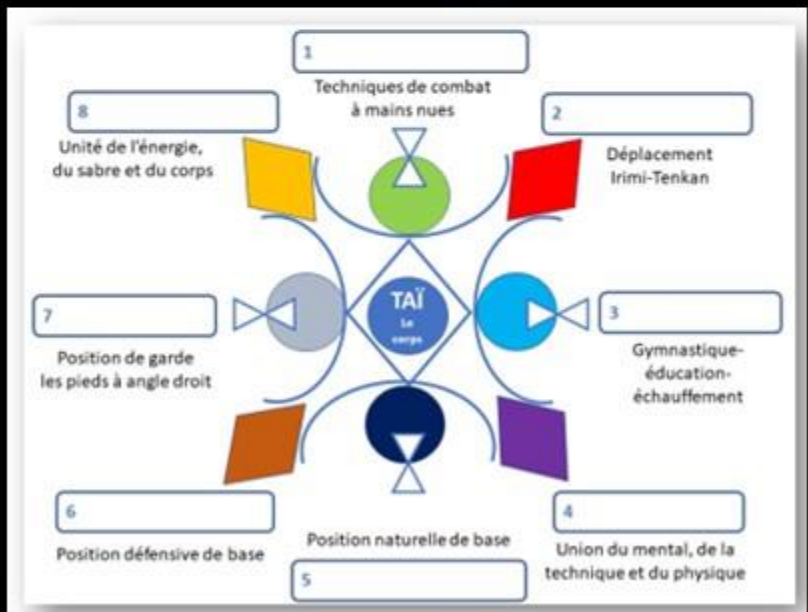 1
Techniques de combat
à mains nues
8
Unité de l'énergie,
du sabre et du corps
2
Déplacement
Irimi-Tenkan
7
Position de garde
les pieds à angle droit
TAÏ
Le
corps
3
Gymnastique-
éducation-
échauffement
6
Position défensive de base
Position naturelle de base
5
4
Union du mental, de la
technique et du physique